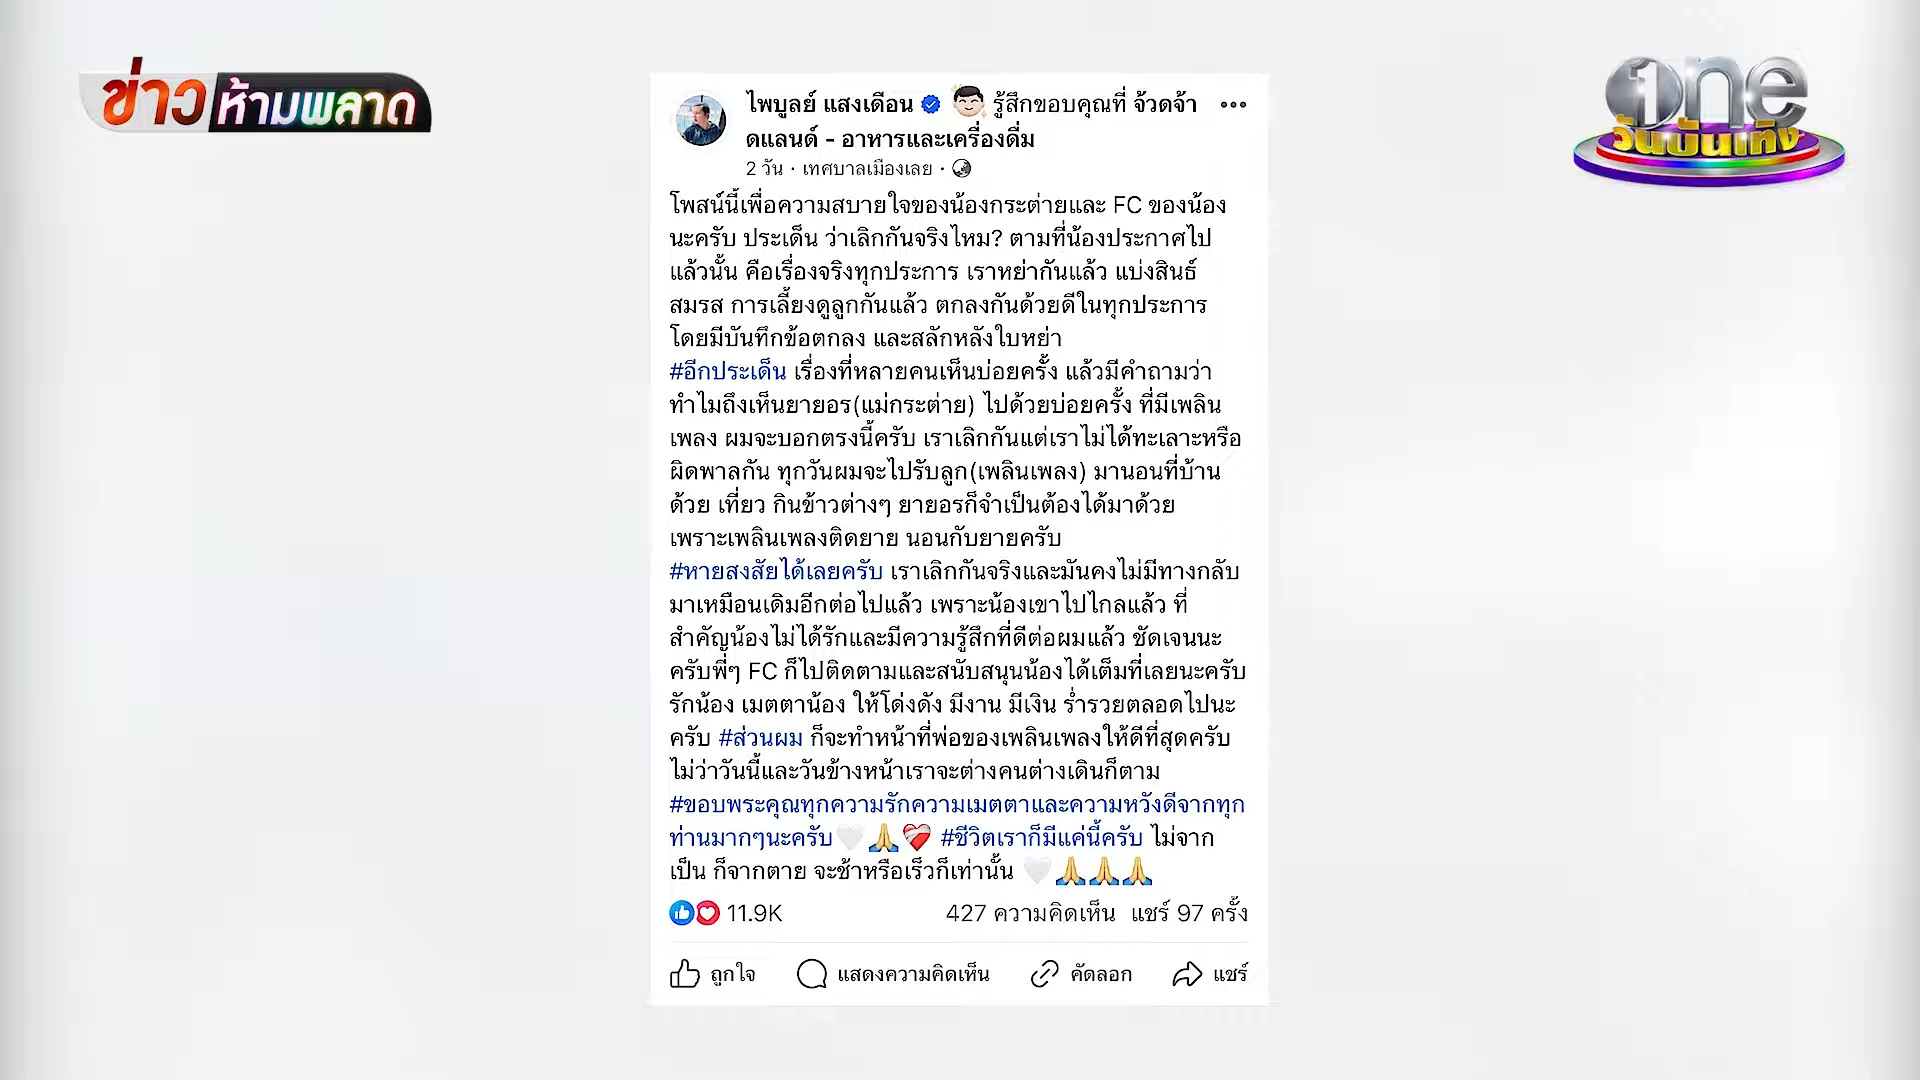 ข่าว ห้ามพลาด
one
วันบันเทิง
ไพบูลย์ แสงเดือน รู้สึกขอบคุณที่ จ้วดจ้า
ดแลนด์ - อาหารและเครื่องดื่ม
2 วัน · เทศบาลเมืองเลย ·
โพสน์นี้เพื่อความสบายใจของน้องกระต่ายและ FC ของน้อง
นะครับ ประเด็น ว่าเลิกกันจริงไหม? ตามที่น้องประกาศไป
แล้วนั้น คือเรื่องจริงทุกประการ เราหย่ากันแล้ว แบ่งสินธ์
สมรส การเลี้ยงดูลูกกันแล้ว ตกลงกันด้วยดีในทุกประการ
โดยมีบันทึกข้อตกลง และสลักหลังใบหย่า
#อีกประเด็น เรื่องที่หลายคนเห็นบ่อยครั้ง แล้วมีคำถามว่า
ทำไมถึงเห็นยายอร(แม่กระต่าย) ไปด้วยบ่อยครั้ง ที่มีเพลิน
เพลง ผมจะบอกตรงนี้ครับ เราเลิกกันแต่เราไม่ได้ทะเลาะหรือ
ผิดพาลกัน ทุกวันผมจะไปรับลูก(เพลินเพลง) มานอนที่บ้าน
ด้วย เที่ยว กินข้าวต่างๆ ยายอรก็จำเป็นต้องได้มาด้วย
เพราะเพลินเพลงติดยาย นอนกับยายครับ
#หายสงสัยได้เลยครับ เราเลิกกันจริงและมันคงไม่มีทางกลับ
มาเหมือนเดิมอีกต่อไปแล้ว เพราะน้องเขาไปไกลแล้ว ที่
สำคัญน้องไม่ได้รักและมีความรู้สึกที่ดีต่อผมแล้ว ชัดเจนนะ
ครับพี่ๆ FC ก็ไปติดตามและสนับสนุนน้องได้เต็มที่เลยนะครับ
รักน้อง เมตตาน้อง ให้โด่งดัง มีงาน มีเงิน ร่ำรวยตลอดไปนะ
ครับ #ส่วนผม ก็จะทำหน้าที่พ่อของเพลินเพลงให้ดีที่สุดครับ
ไม่ว่าวันนี้และวันข้างหน้าเราจะต่างคนต่างเดินก็ตาม
#ขอบพระคุณทุกความรักความเมตตาและความหวังดีจากทุก
ท่านมากๆนะครับ🤍🙏❤️‍🩹 #ชีวิตเราก็มีแค่นี้ครับ ไม่จาก
เป็น ก็จากตาย จะช้าหรือเร็วก็เท่านั้น 🤍🙏🙏🙏
11.9K 427 ความคิดเห็น แชร์ 97 ครั้ง
ถูกใจ แสดงความคิดเห็น คัดลอก แชร์